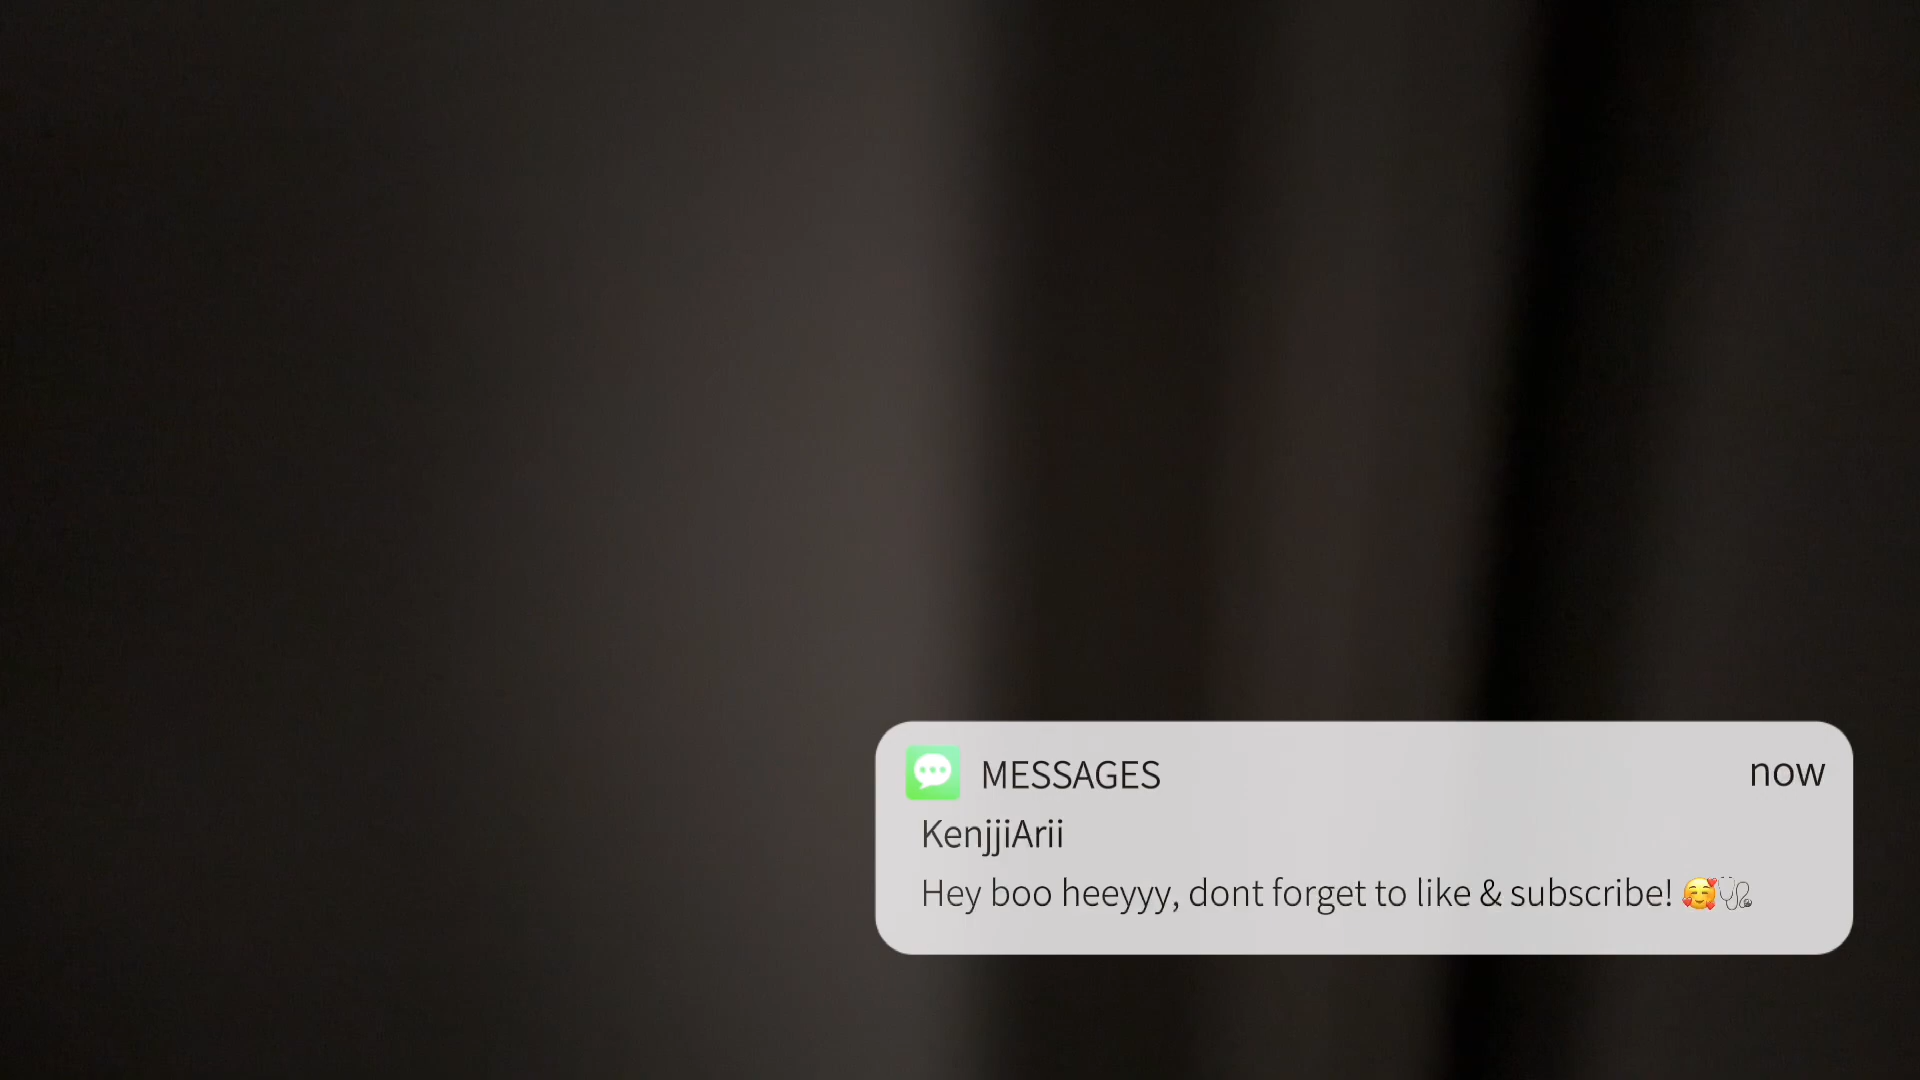 MESSAGES now
KenjjiArii
Hey boo heeyyy, dont forget to like & subscribe! 🥰🩺